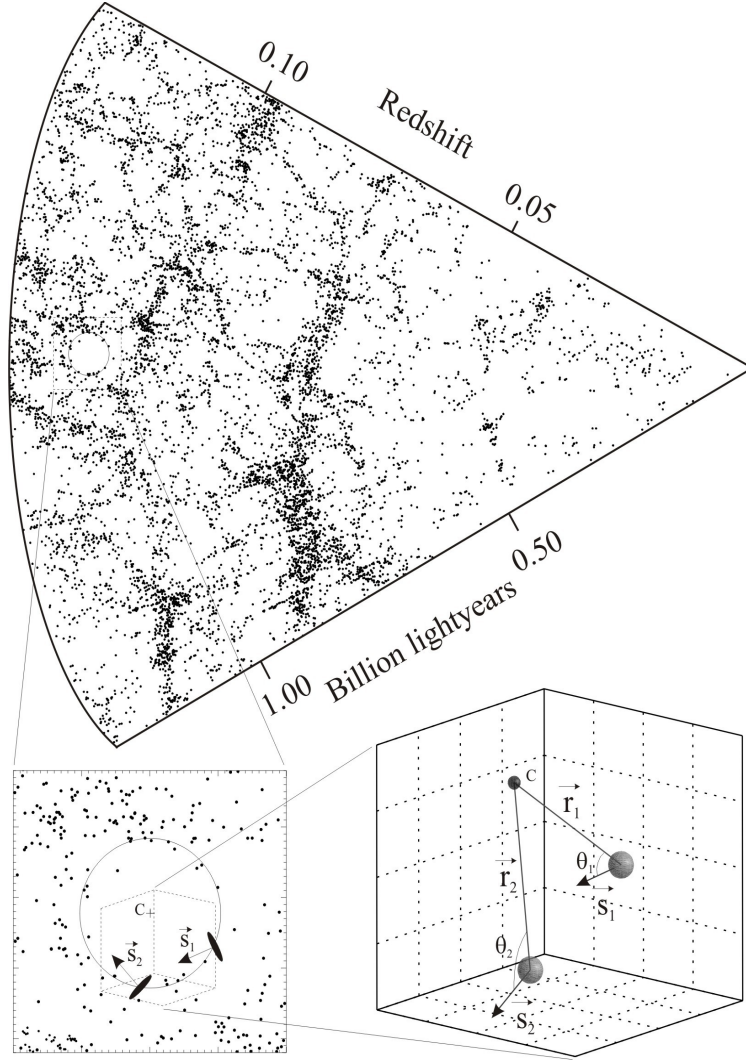 0.10
Redshift
0.05
0.50
Billion lightyears
1.00
C
s₂
s₁
C
r₁
r₂
θ₁
s₁
θ₂
s₂